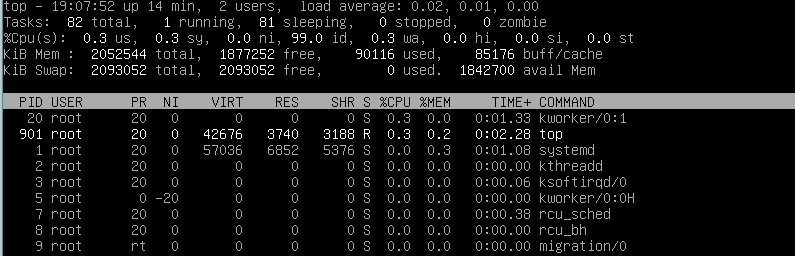 top - 19:07:52 up 14 min,  2 users,  load average: 0.02, 0.01, 0.00
Tasks:  82 total,   1 running,  81 sleeping,   0 stopped,   0 zombie
%Cpu(s):  0.3 us,  0.3 sy,  0.0 ni, 99.0 id,  0.3 wa,  0.0 hi,  0.0 si,  0.0 st
KiB Mem :  2052544 total,  1877252 free,    90116 used,    85176 buff/cache
KiB Swap:  2093052 total,  2093052 free,        0 used.  1842700 avail Mem
  PID USER      PR  NI    VIRT    RES    SHR S %CPU %MEM     TIME+ COMMAND
   20 root      20   0       0      0      0 S  0.3  0.0   0:01.33 kworker/0:1
  901 root      20   0   42676   3740   3188 R  0.3  0.2   0:02.28 top
    1 root      20   0   57036   6852   5376 S  0.0  0.3   0:01.08 systemd
    2 root      20   0       0      0      0 S  0.0  0.0   0:00.00 kthreadd
    3 root      20   0       0      0      0 S  0.0  0.0   0:00.06 ksoftirqd/0
    5 root       0 -20       0      0      0 S  0.0  0.0   0:00.00 kworker/0:0H
    7 root      20   0       0      0      0 S  0.0  0.0   0:00.38 rcu_sched
    8 root      20   0       0      0      0 S  0.0  0.0   0:00.00 rcu_bh
    9 root      rt   0       0      0      0 S  0.0  0.0   0:00.00 migration/0